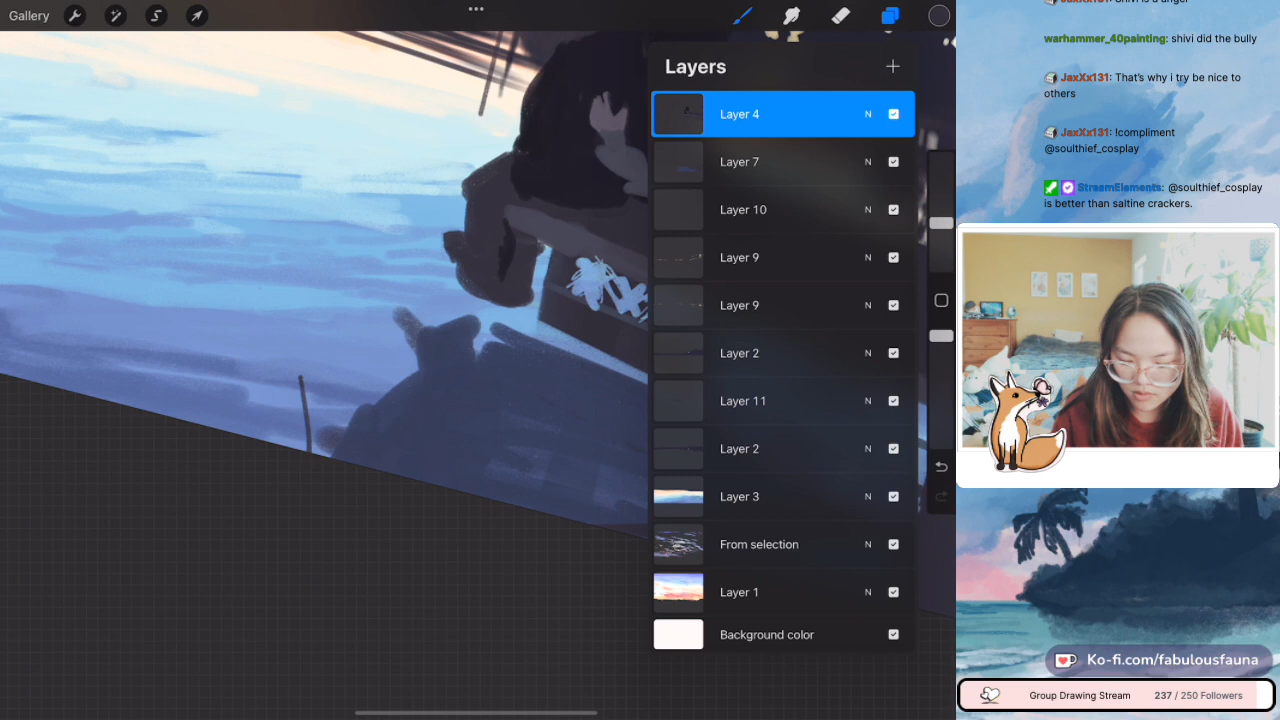 Gallery
Layers
Layer 4 N
Layer 7 N
Layer 10 N
Layer 9 N
Layer 9 N
Layer 2 N
Layer 11 N
Layer 2 N
Layer 3 N
From selection N
Layer 1 N
Background color
warhammer_40painting: shivi did the bully
JaxXx131: That's why i try be nice to
others
JaxXx131: !compliment
@soulthief_cosplay
StreamElements: @soulthief_cosplay
is better than saltine crackers.
Ko-fi.com/fabulousfauna
Group Drawing Stream 237 / 250 Followers